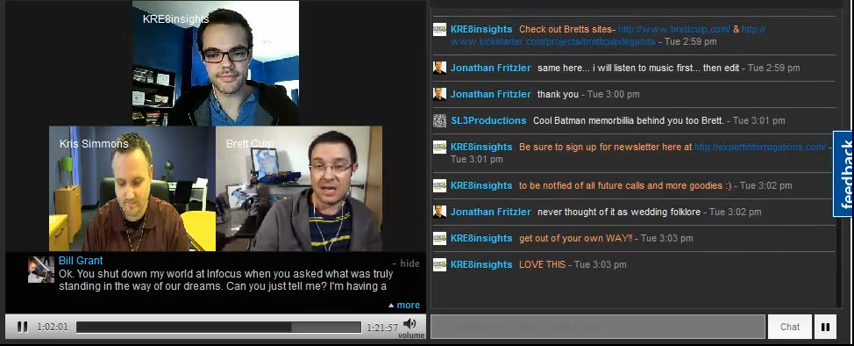 KRE8insights
Kris Simmons
Brett Culp
Bill Grant
– hide
Ok. You shut down my world at Infocus when you asked what was truly
standing in the way of our dreams. Can you just tell me? I'm having a
more
1:02:01
1:21:57
volume
KRE8insights Check out Bretts sites- http://www.brettculp.com/ & http://
www.kickstarter.com/projects/brettculp/legends - Tue 2:59 pm
Jonathan Fritzler same here... i will listen to music first... then edit - Tue 2:59 pm
Jonathan Fritzler thank you - Tue 3:00 pm
SL3Productions Cool Batman memorbillia behind you too Brett. - Tue 3:01 pm
KRE8insights Be sure to sign up for newsletter here at http://expertinterrogations.com/ -
Tue 3:01 pm
KRE8insights to be notfied of all future calls and more goodies :) - Tue 3:02 pm
Jonathan Fritzler never thought of it as wedding folklore - Tue 3:02 pm
KRE8insights get out of your own WAY!! - Tue 3:03 pm
KRE8insights LOVE THIS - Tue 3:03 pm
Chat
feedback